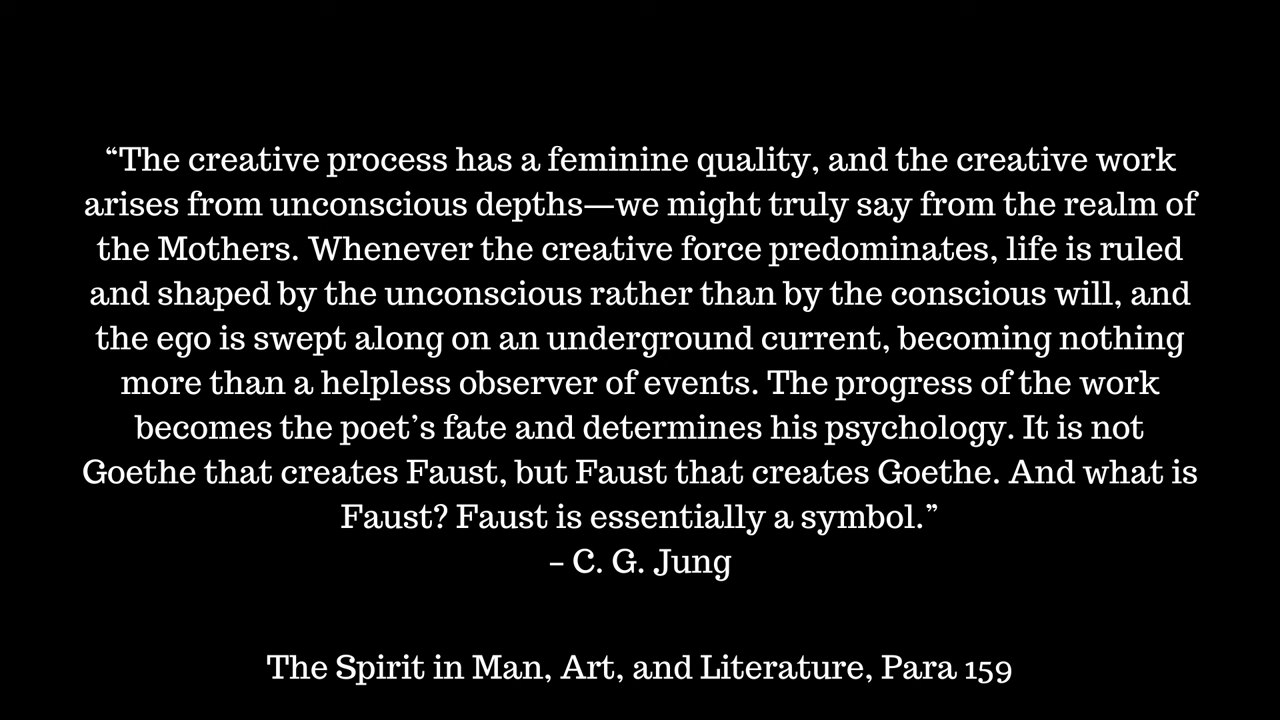 “The creative process has a feminine quality, and the creative work
arises from unconscious depths—we might truly say from the realm of
the Mothers. Whenever the creative force predominates, life is ruled
and shaped by the unconscious rather than by the conscious will, and
the ego is swept along on an underground current, becoming nothing
more than a helpless observer of events. The progress of the work
becomes the poet’s fate and determines his psychology. It is not
Goethe that creates Faust, but Faust that creates Goethe. And what is
Faust? Faust is essentially a symbol.”
– C. G. Jung
The Spirit in Man, Art, and Literature, Para 159